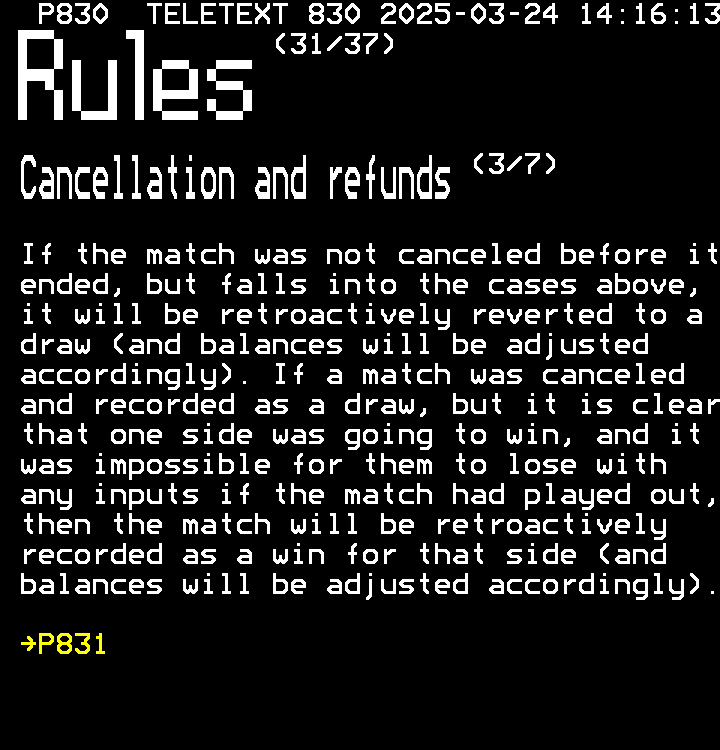 P830 TELETEXT 830 2025-03-24 14:16:13
Rules (31/37)
Cancellation and refunds (3/7)
If the match was not canceled before it
ended, but falls into the cases above,
it will be retroactively reverted to a
draw (and balances will be adjusted
accordingly). If a match was canceled
and recorded as a draw, but it is clear
that one side was going to win, and it
was impossible for them to lose with
any inputs if the match had played out,
then the match will be retroactively
recorded as a win for that side (and
balances will be adjusted accordingly).
→P831